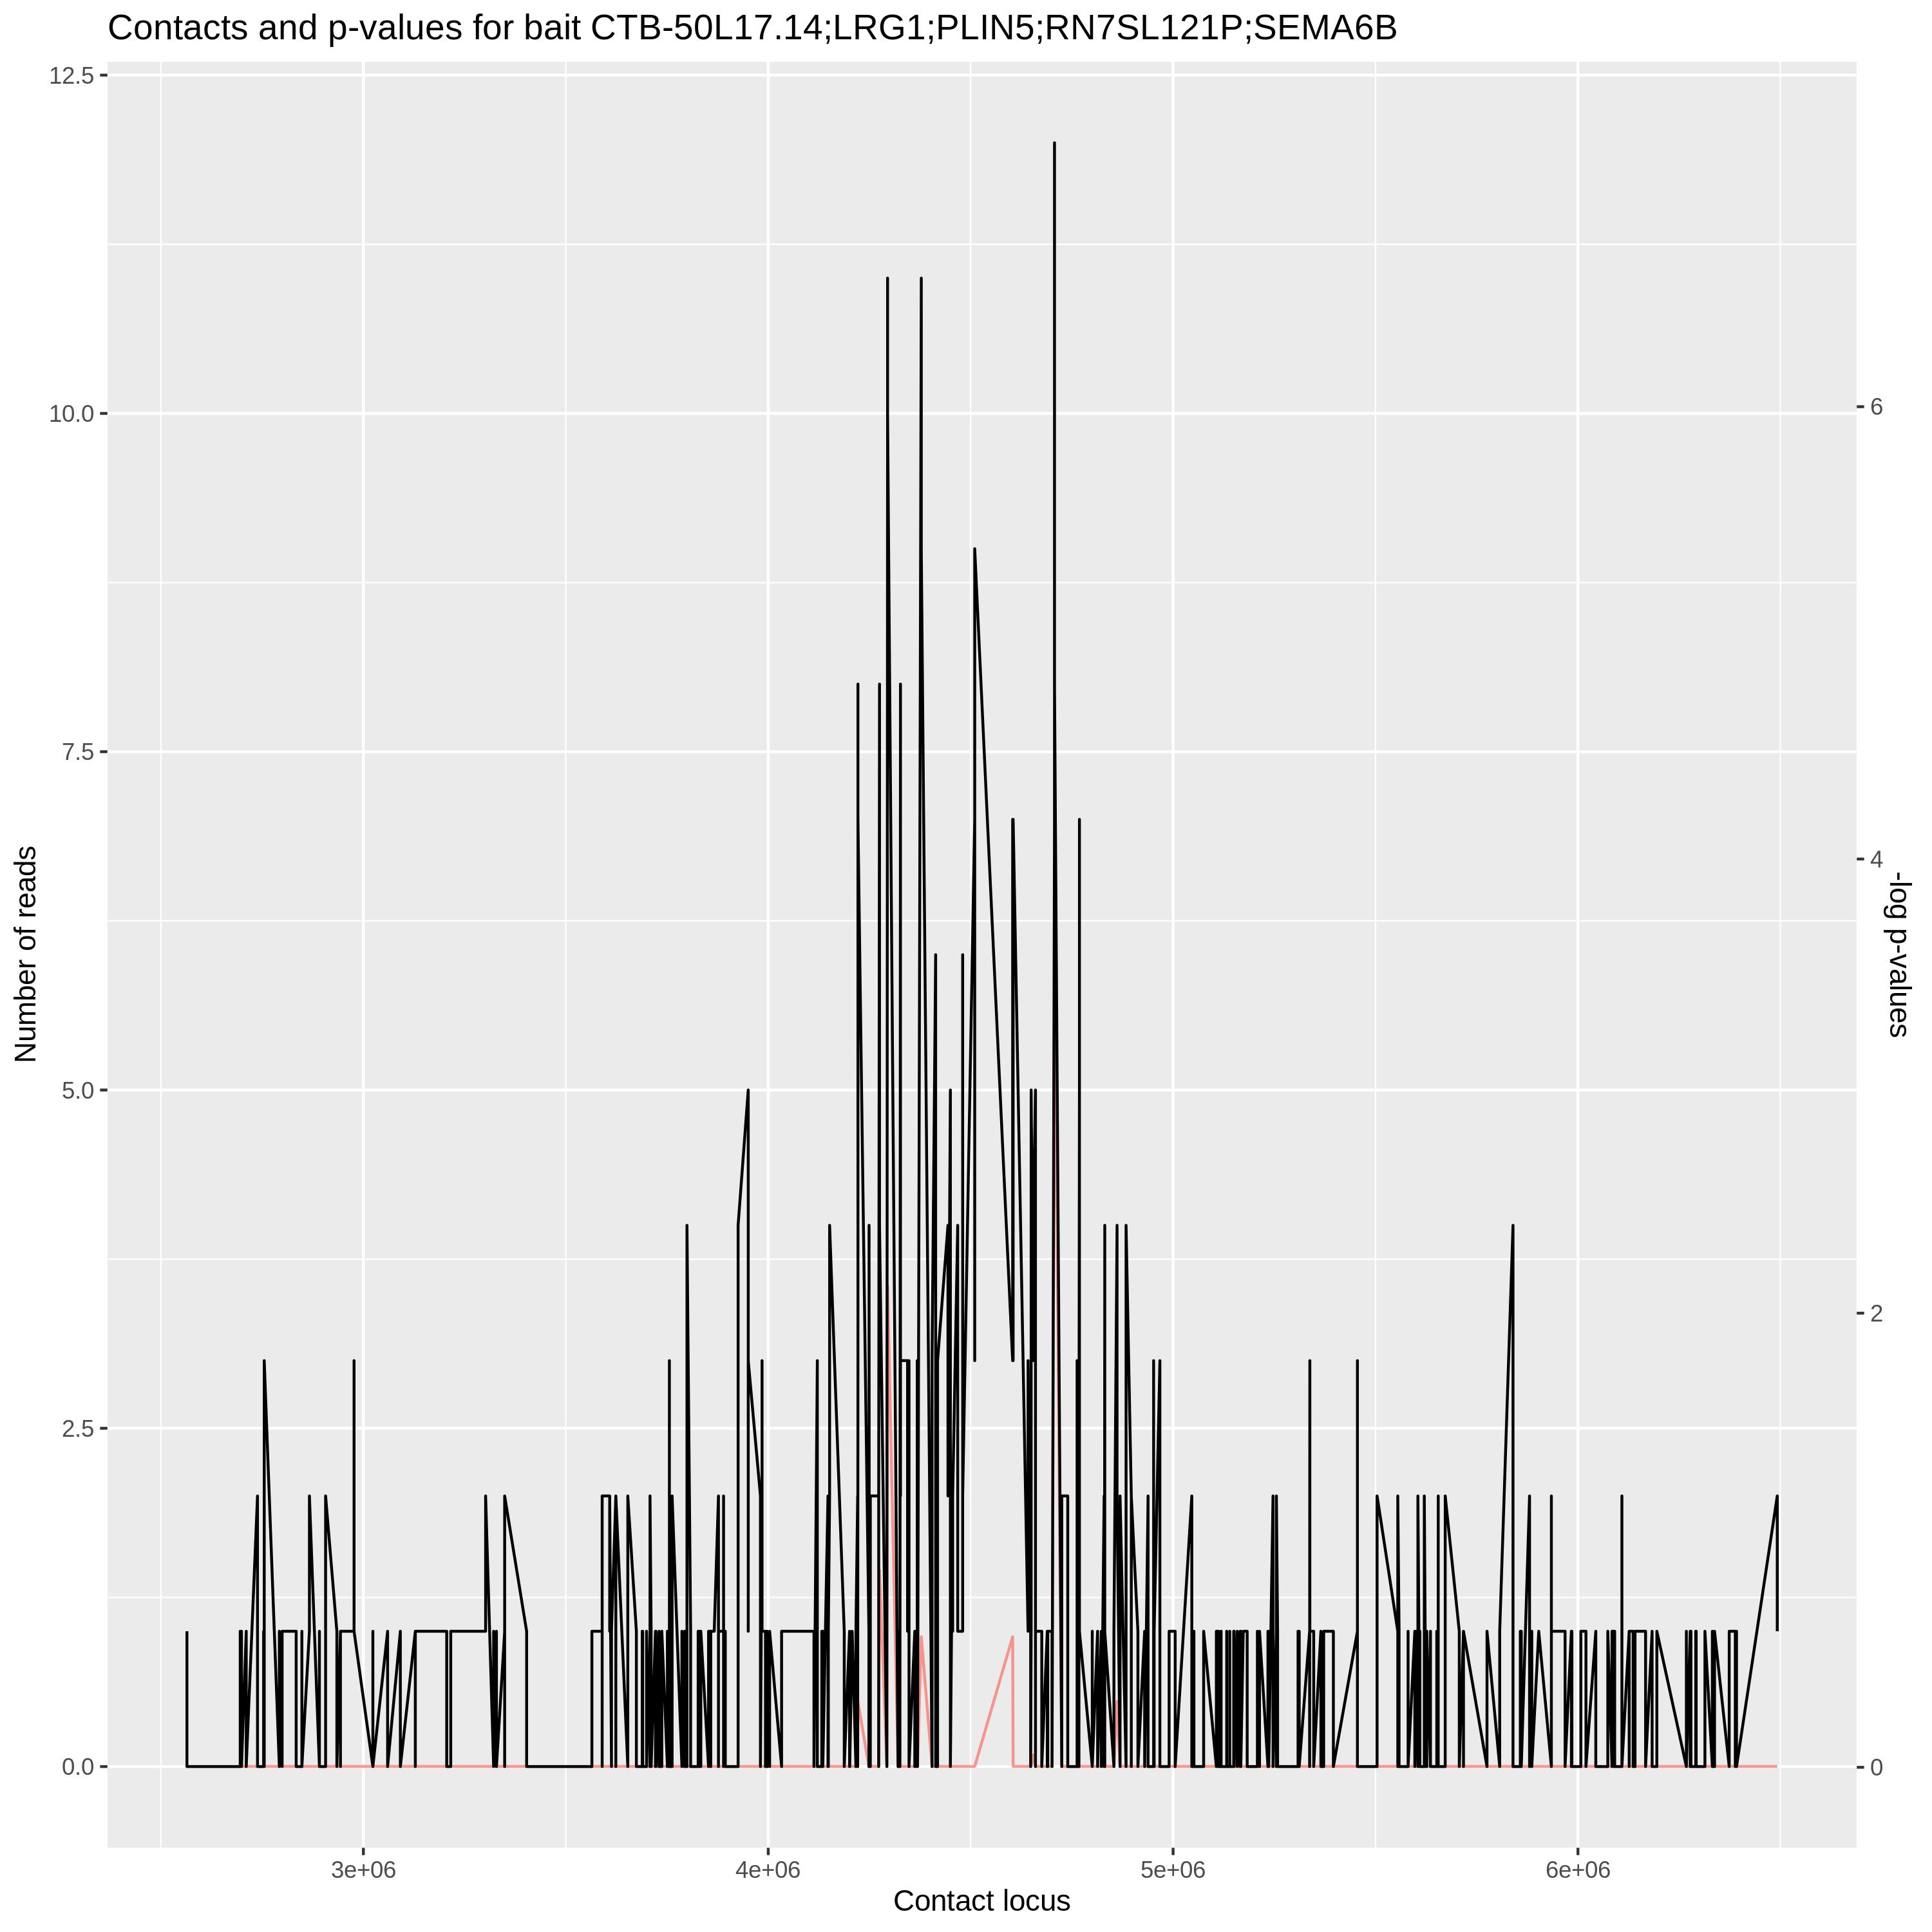 Contacts and p-values for bait CTB-50L17.14;LRG1;PLIN5;RN7SL121P;SEMA6B
12.5
10.0
7.5
5.0
2.5
0.0
Number of reads
6
4
2
0
-log p-values
3e+06
4e+06
5e+06
6e+06
Contact locus